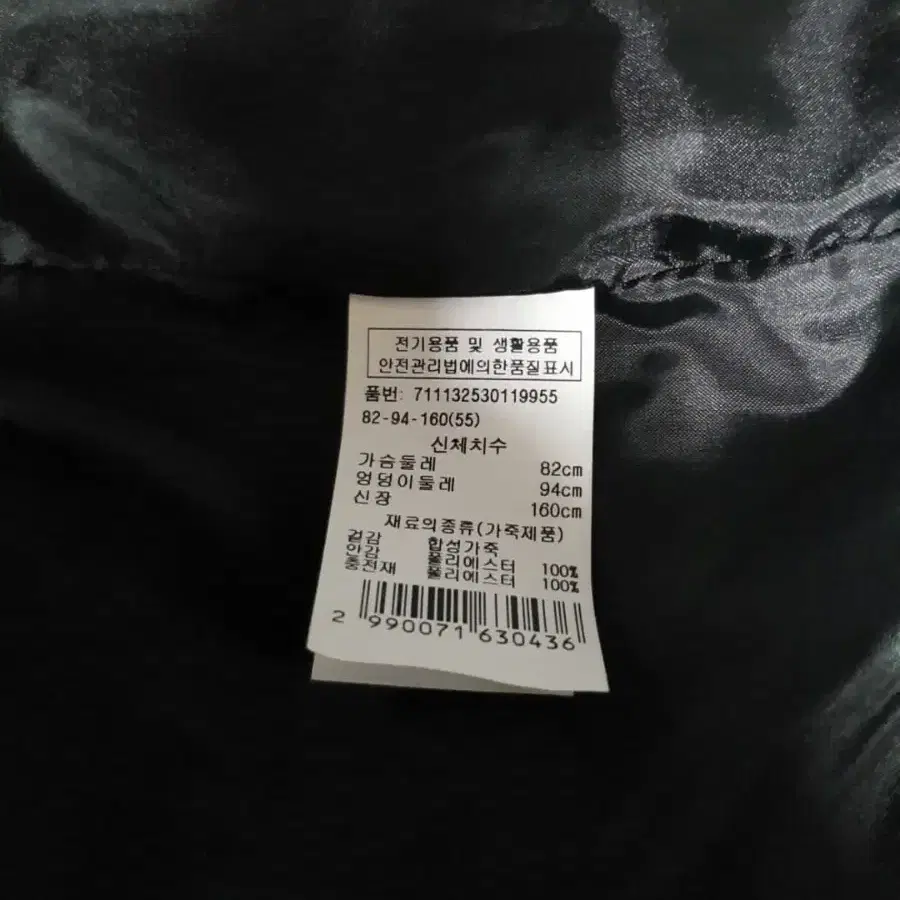 전기용품 및 생활용품
안전관리법에의한품질표시
품번: 711132530119955
82-94-160(55)
신체치수
가슴둘레 82cm
엉덩이둘레 94cm
신장 160cm
재료의종류(가죽제품)
겉감 합성가죽
안감 폴리에스터 100%
충전재 폴리에스터 100%
2 990071 630436